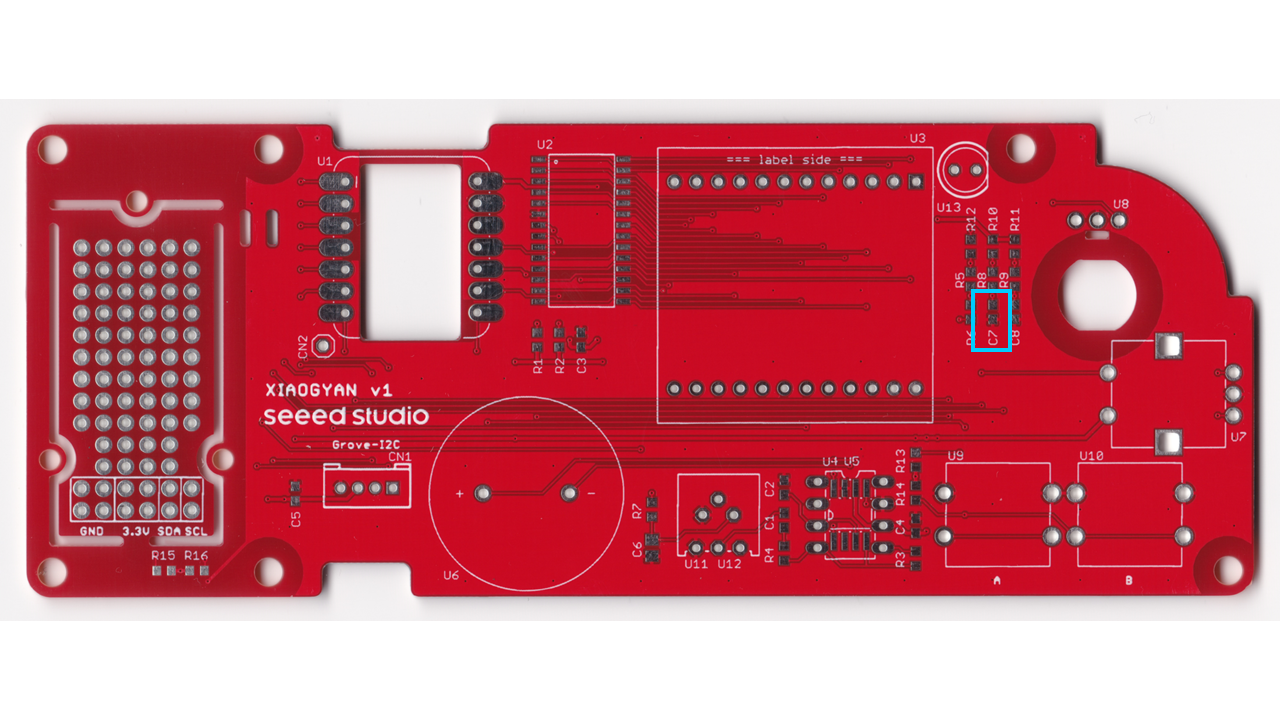 U1
U2
U3
=== label side ===
U13
R12
R10
R11
U8
R5
R8
R9
R6
C7
C8
CN2
R1
R2
C3
XIAOGYAN v1
seeed studio
Grove-I2C
CN1
C5
+
-
U6
R7
C6
U11
U12
C2
C1
R4
U4
U5
R13
R14
C4
R3
U9
U10
U7
A
B
GND
3.3V
SDA
SCL
R15
R16